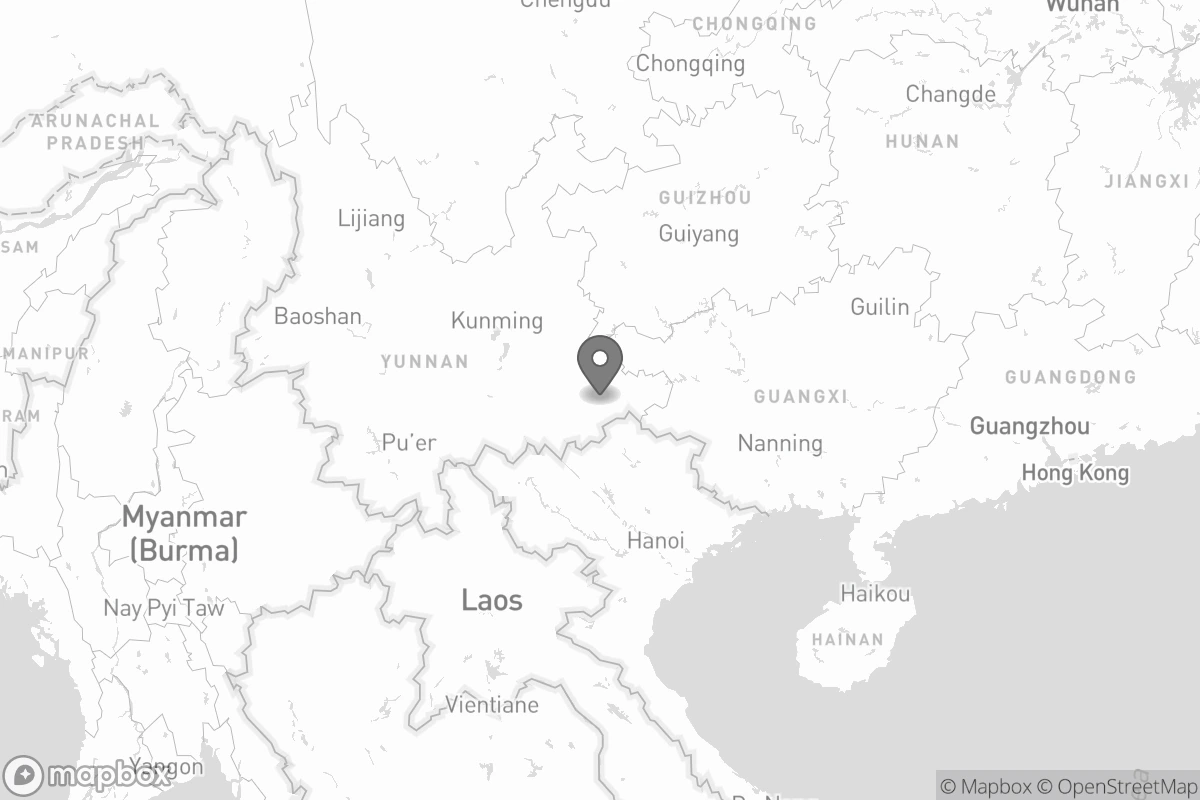 Chengdu
CHONGQING
Wuhan
Chongqing
Changde
ARUNACHAL
PRADESH
HUNAN
JIANGXI
GUIZHOU
Lijiang
Guiyang
SAM
Baoshan
Kunming
Guilin
MANIPUR
YUNNAN
GUANGXI
GUANGDONG
RAM
Pu’er
Nanning
Guangzhou
Hong Kong
Myanmar
(Burma)
Hanoi
Laos
Nay Pyi Taw
Haikou
HAINAN
Vientiane
Yangon
mapbox
© Mapbox © OpenStreetMap